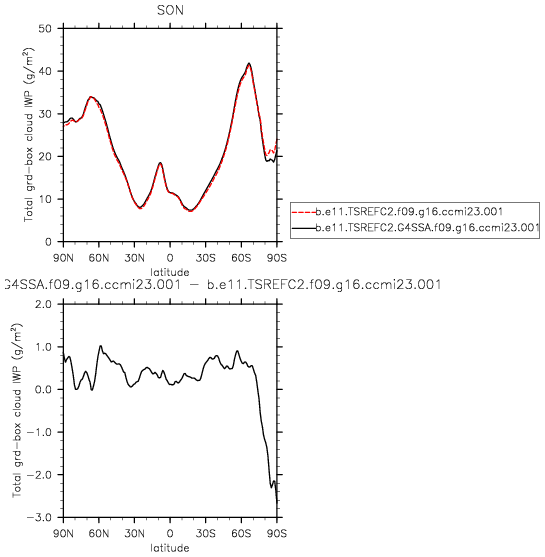 SON
Total grd-box cloud IWP (g/m²)
50
40
30
20
10
0
90N 60N 30N 0 30S 60S 90S
latitude
b.e11.TSREFC2.f09.g16.ccmi23.001
b.e11.TSREFC2.G4SSA.f09.g16.ccmi23.001
G4SSA.f09.g16.ccmi23.001 - b.e11.TSREFC2.f09.g16.ccmi23.001
Total grd-box cloud IWP (g/m²)
2.0
1.0
0.0
-1.0
-2.0
-3.0
90N 60N 30N 0 30S 60S 90S
latitude